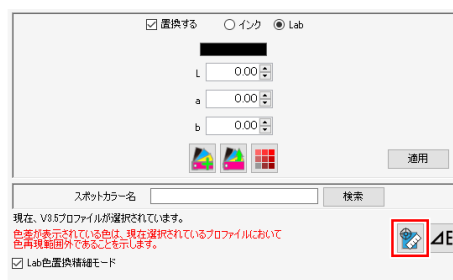 置換する インク Lab
L 0.00
a 0.00
b 0.00
適用
スポットカラー名 検索
現在、V3.5プロファイルが選択されています。
色差が表示されている色は、現在選択されているプロファイルにおいて
色再現範囲外であることを示します。
⊿E
Lab色置換精細モード